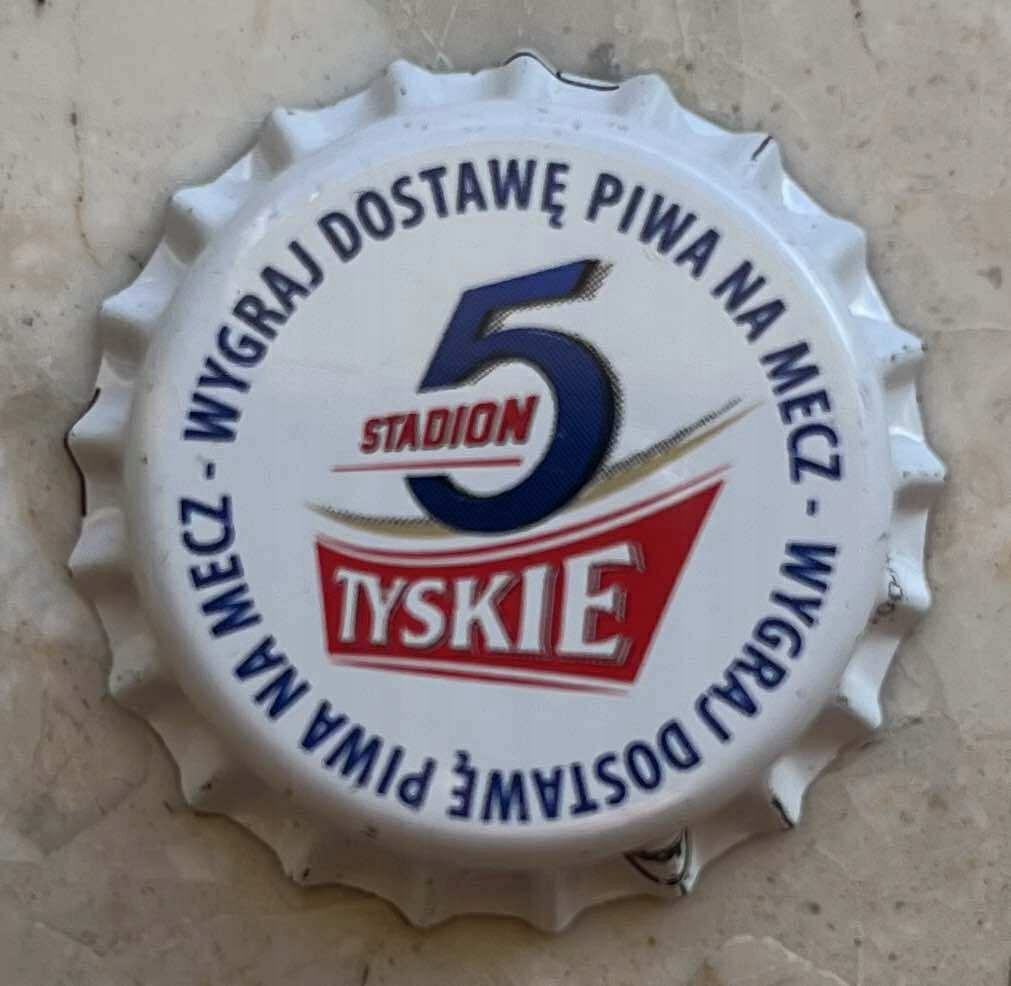 WYGRAJ DOSTAWĘ PIWA NA MECZ - WYGRAJ DOSTAWĘ PIWA NA MECZ -
5
STADION
TYSKIE